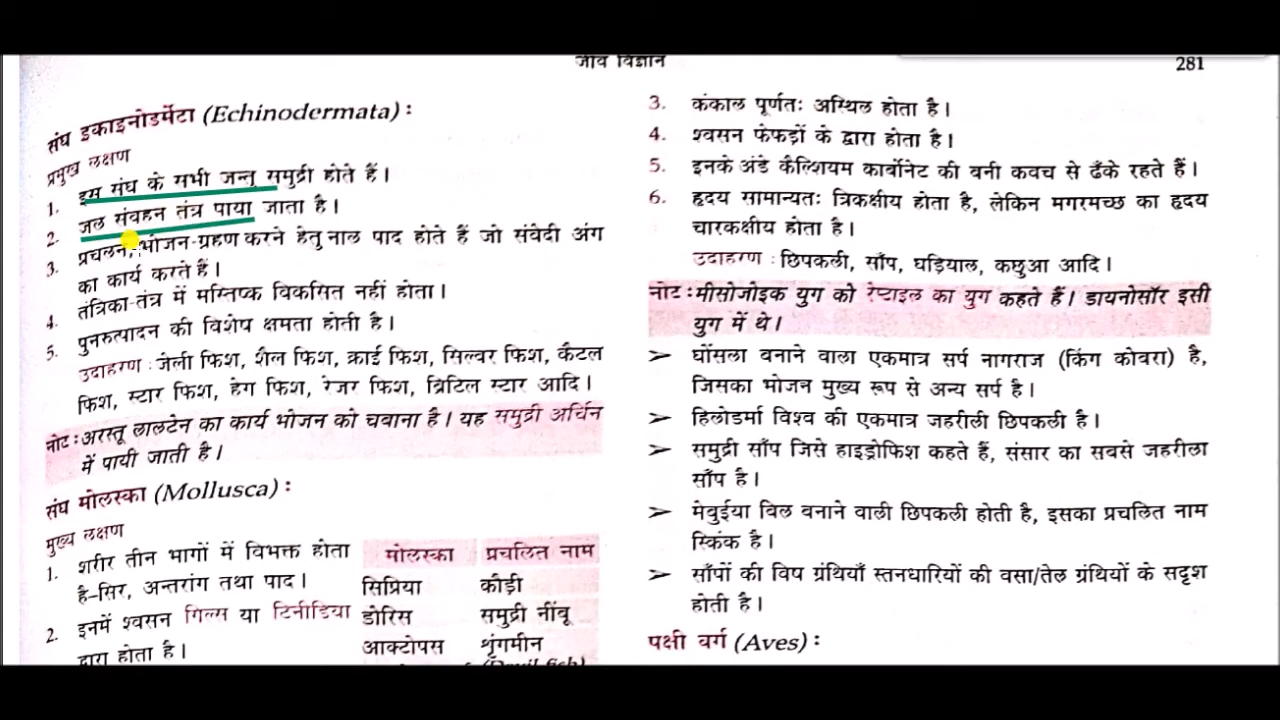 जीव विज्ञान
281
संघ इकाइनोडर्मेटा (Echinodermata) :
प्रमुख लक्षण
1. इस संघ के सभी जन्तु समुद्री होते हैं।
2. जल संवहन तंत्र पाया जाता है।
3. प्रचलन, भोजन-ग्रहण करने हेतु नाल पाद होते हैं जो संवेदी अंग
का कार्य करते हैं।
4. तंत्रिका-तंत्र में मस्तिष्क विकसित नहीं होता।
5. पुनरुत्पादन की विशेष क्षमता होती है।
उदाहरण : जेली फिश, शैल फिश, क्राई फिश, सिल्वर फिश, कैटल
फिश, स्टार फिश, हेग फिश, रेजर फिश, ब्रिटिल स्टार आदि।
नोट : अरस्तू लालटेन का कार्य भोजन को चबाना है। यह समुद्री अर्चिन
में पायी जाती है।
संघ मोलस्का (Mollusca) :
मुख्य लक्षण
1. शरीर तीन भागों में विभक्त होता
है–सिर, अन्तरांग तथा पाद।
2. इनमें श्वसन गिल्स या टिनीडिया
द्वारा होता है।
मोलस्का प्रचलित नाम
सिप्रिया कौड़ी
डोरिस समुद्री नींबू
आक्टोपस शृंगमीन
(Devil fish)
3. कंकाल पूर्णतः अस्थिल होता है।
4. श्वसन फेफड़ों के द्वारा होता है।
5. इनके अंडे कैल्शियम कार्बोनेट की बनी कवच से ढँके रहते हैं।
6. हृदय सामान्यतः त्रिकक्षीय होता है, लेकिन मगरमच्छ का हृदय
चारकक्षीय होता है।
उदाहरण : छिपकली, साँप, घड़ियाल, कछुआ आदि।
नोट : मीसोजोइक युग को रेप्टाइल का युग कहते हैं। डायनोसॉर इसी
युग में थे।
➢ घोंसला बनाने वाला एकमात्र सर्प नागराज (किंग कोबरा) है,
जिसका भोजन मुख्य रूप से अन्य सर्प है।
➢ हिलोडर्मा विश्व की एकमात्र जहरीली छिपकली है।
➢ समुद्री साँप जिसे हाइड्रोफिश कहते हैं, संसार का सबसे जहरीला
साँप है।
➢ मेबुईया बिल बनाने वाली छिपकली होती है, इसका प्रचलित नाम
स्किंक है।
➢ साँपों की विष ग्रंथियाँ स्तनधारियों की वसा/तेल ग्रंथियों के सदृश
होती है।
पक्षी वर्ग (Aves) :